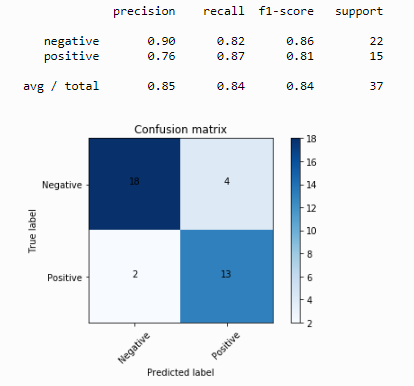 precision recall f1-score support
negative 0.90 0.82 0.86 22
positive 0.76 0.87 0.81 15
avg / total 0.85 0.84 0.84 37
Confusion matrix
18
16
14
12
10
8
6
4
2
True label
Negative
18 4
Positive
2 13
Negative Positive
Predicted label